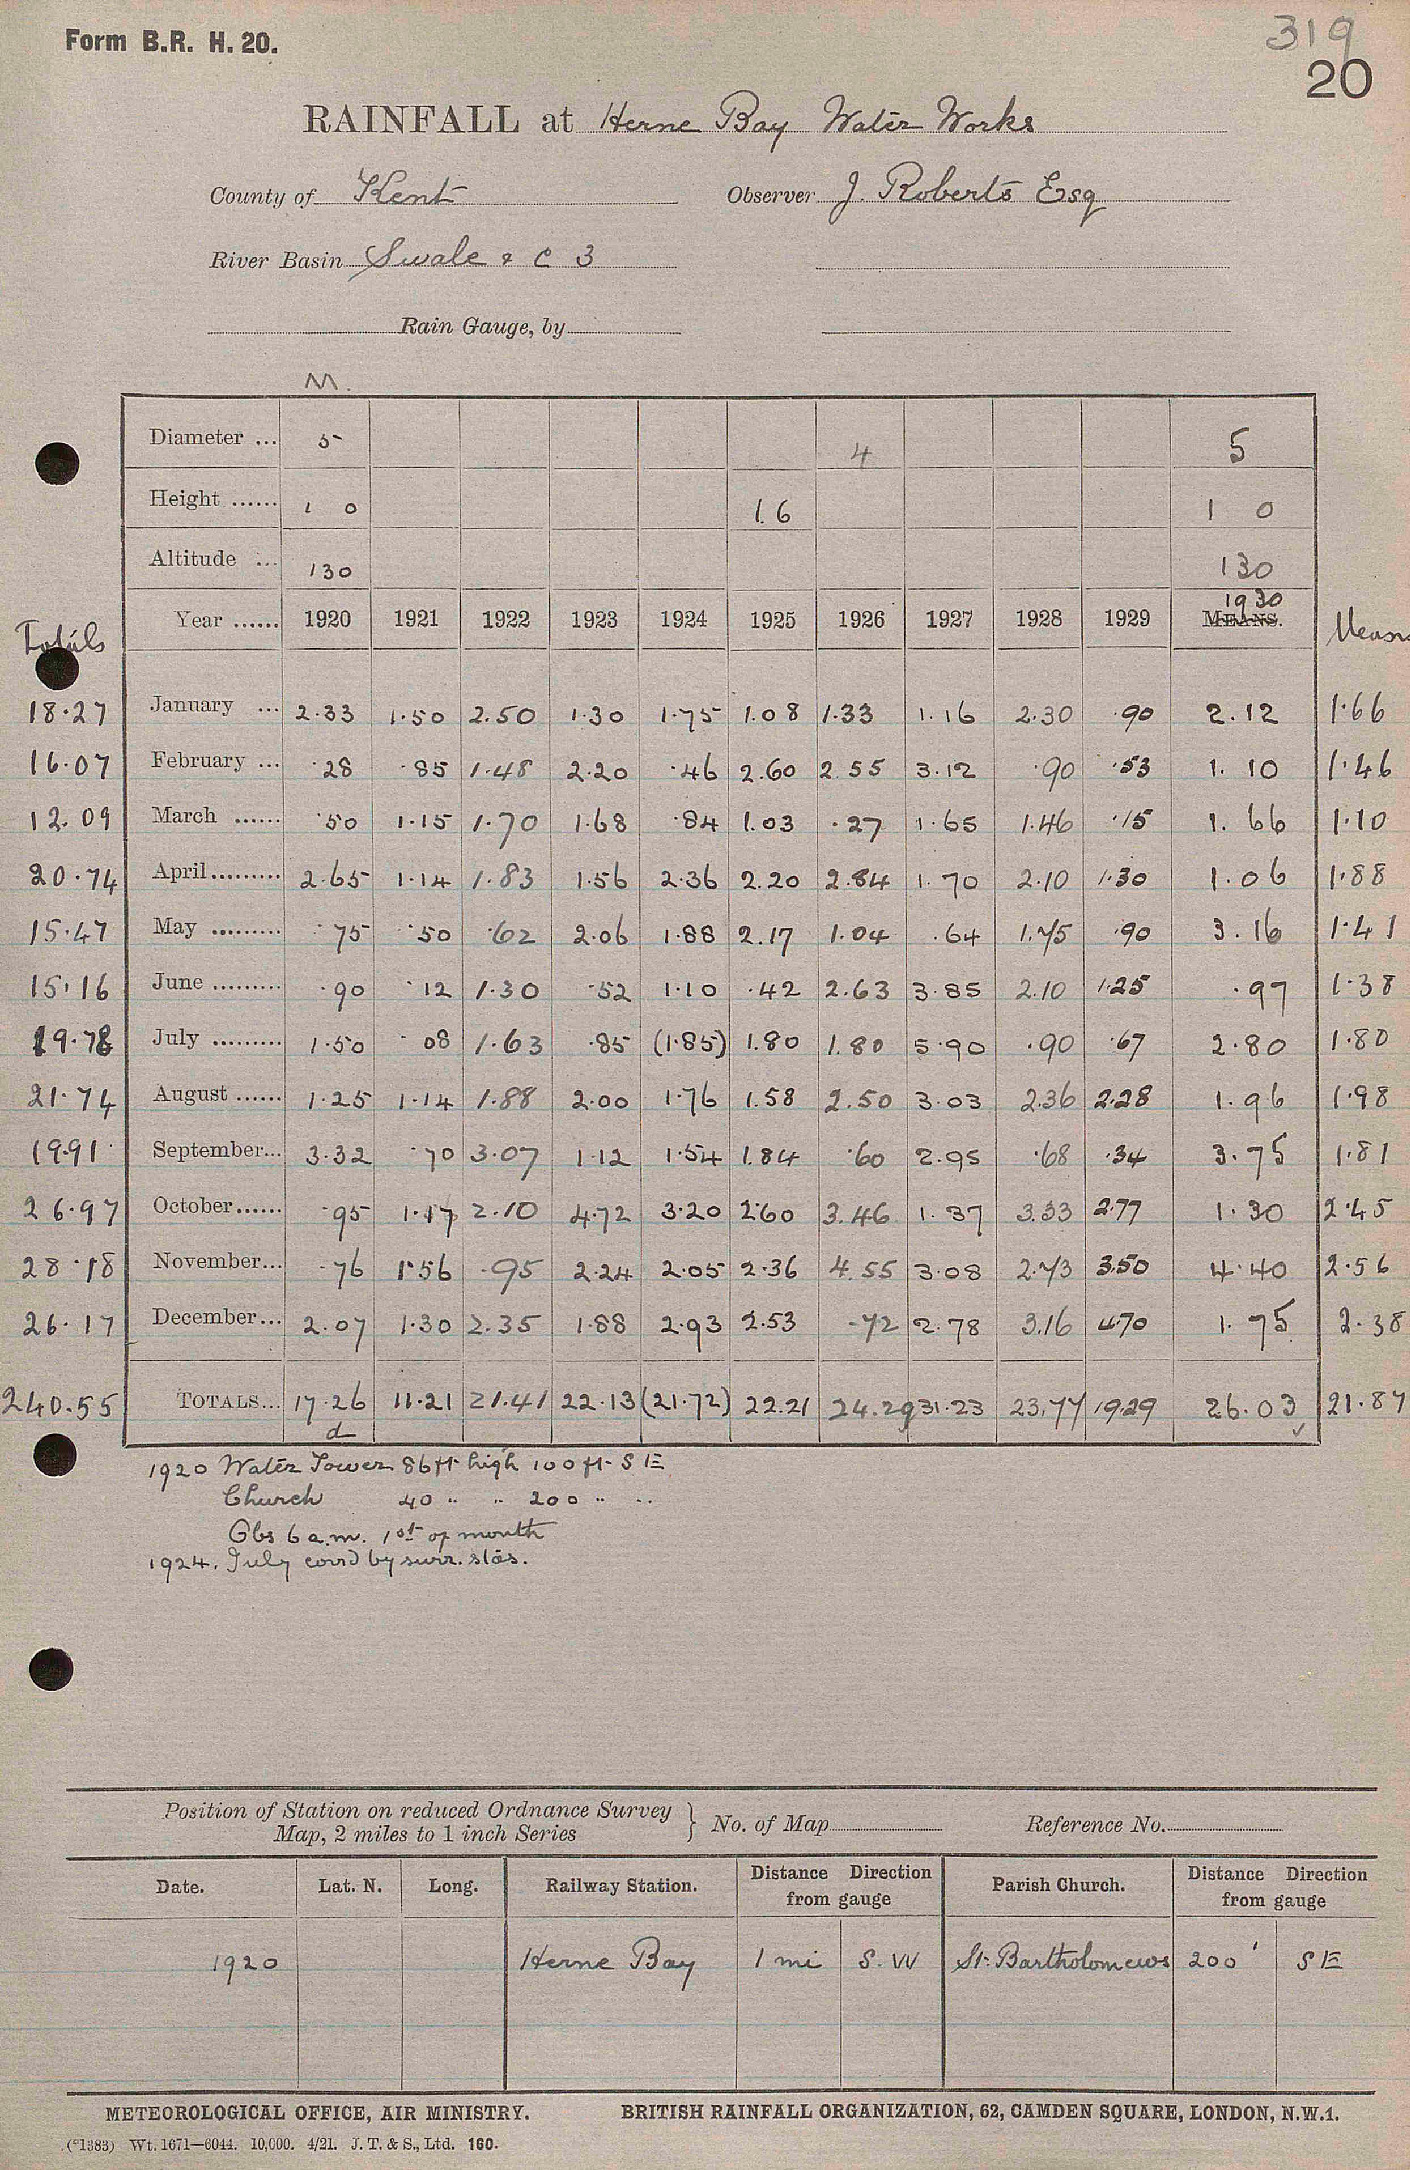 Form B.R. H. 20.
319
20
RAINFALL at Herne Bay Water Works
County of Kent Observer J. Roberts Esq
River Basin Swale & C 3
Rain Gauge, by
M.
Diameter ... 5 4 5
Height ...... 1 0 1.6 1 0
Altitude ... 130 130
1930
Totals Year ...... 1920 1921 1922 1923 1924 1925 1926 1927 1928 1929 MEANS. Means
18.27 January ... 2.33 1.50 2.50 1.30 1.75 1.08 1.33 1.16 2.30 .90 2.12 1.66
16.07 February ... .28 .85 1.48 2.20 .46 2.60 2.55 3.12 .90 .53 1.10 1.46
12.09 March ...... .50 1.15 1.70 1.68 .84 1.03 .27 1.65 1.46 .15 1.66 1.10
20.74 April......... 2.65 1.14 1.83 1.56 2.36 2.20 2.84 1.70 2.10 1.30 1.06 1.88
15.47 May ......... .75 .50 .62 2.06 1.88 2.17 1.04 .64 1.75 .90 3.16 1.41
15.16 June ......... .90 .12 1.30 .52 1.10 .42 2.63 3.85 2.10 1.25 .97 1.38
19.78 July ......... 1.50 .08 1.63 .85 (1.85) 1.80 1.80 5.90 .90 .67 2.80 1.80
21.74 August ...... 1.25 1.14 1.88 2.00 1.76 1.58 2.50 3.03 2.36 2.28 1.96 1.98
19.91 September... 3.32 .70 3.07 1.12 1.54 1.84 .60 2.95 .68 .34 3.75 1.81
26.97 October...... .95 1.17 2.10 4.72 3.20 2.60 3.46 1.37 3.33 2.77 1.30 2.45
28.18 November... .76 1.56 .95 2.24 2.05 2.36 4.55 3.08 2.73 3.50 4.40 2.56
26.17 December... 2.07 1.30 2.35 1.88 2.93 2.53 .72 2.78 3.16 4.70 1.75 2.38
240.55 TOTALS... 17.26 11.21 21.41 22.13 (21.72) 22.21 24.29 31.23 23.77 19.29 26.03 21.87
d
1920 Water Tower 86 ft high 100 ft. S E
Church 40 " " 200 " "
Obs 6 a.m. 1st of month
1924. July corrd by surr. stas.
Position of Station on reduced Ordnance Survey
Map, 2 miles to 1 inch Series } No. of Map Reference No.
Date. Lat. N. Long. Railway Station. Distance Direction from gauge Parish Church. Distance Direction from gauge
1920 Herne Bay 1 mi S. W St. Bartholomews 200' S E
METEOROLOGICAL OFFICE, AIR MINISTRY. BRITISH RAINFALL ORGANIZATION, 62, CAMDEN SQUARE, LONDON, N.W.1.
(*1383) Wt. 1671—6044. 10,000. 4/21. J. T. & S., Ltd. 160.